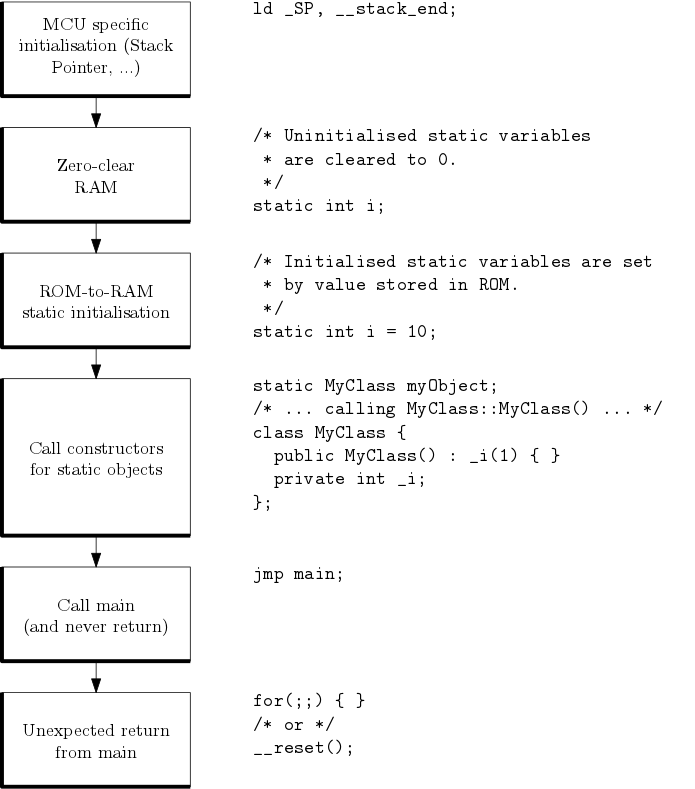 MCU specific
initialisation (Stack
Pointer, ...)
ld _SP, __stack_end;
Zero-clear
RAM
/* Uninitialised static variables
 * are cleared to 0.
 */
static int i;
ROM-to-RAM
static initialisation
/* Initialised static variables are set
 * by value stored in ROM.
 */
static int i = 10;
Call constructors
for static objects
static MyClass myObject;
/* ... calling MyClass::MyClass() ... */
class MyClass {
  public MyClass() : _i(1) { }
  private int _i;
};
Call main
(and never return)
jmp main;
Unexpected return
from main
for(;;) { }
/* or */
__reset();